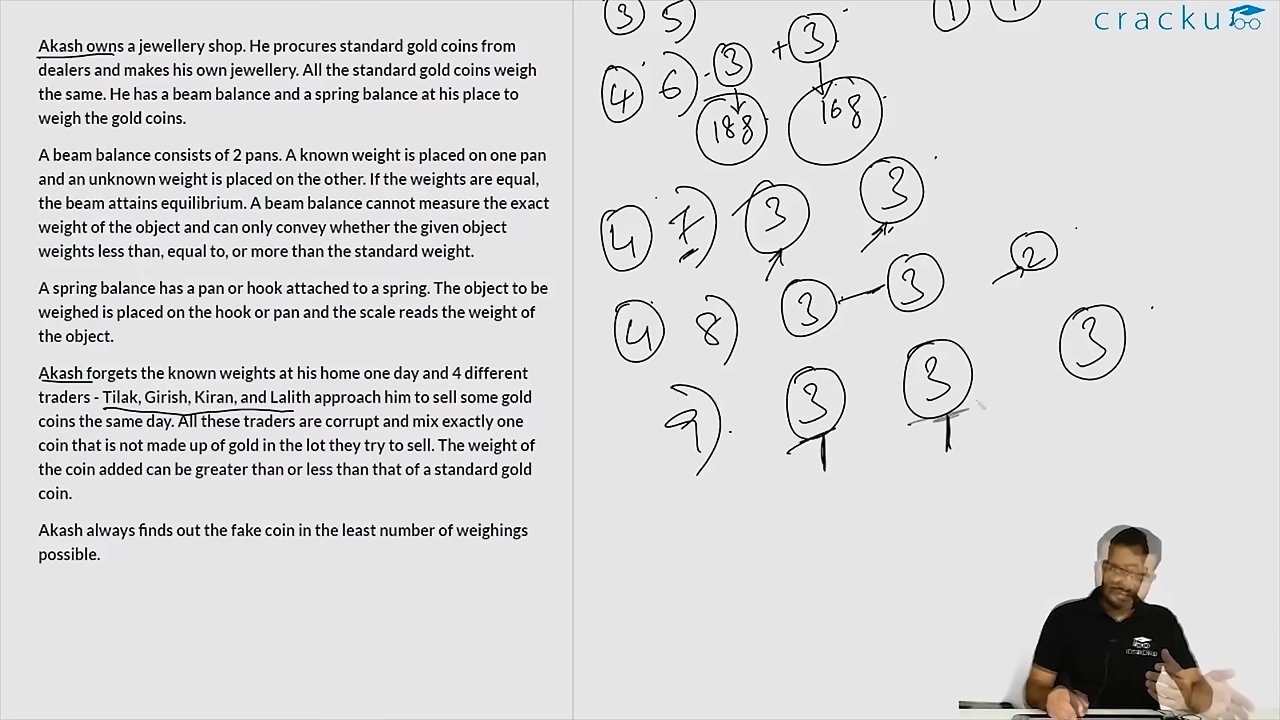 cracku
Akash owns a jewellery shop. He procures standard gold coins from
dealers and makes his own jewellery. All the standard gold coins weigh
the same. He has a beam balance and a spring balance at his place to
weigh the gold coins.
A beam balance consists of 2 pans. A known weight is placed on one pan
and an unknown weight is placed on the other. If the weights are equal,
the beam attains equilibrium. A beam balance cannot measure the exact
weight of the object and can only convey whether the given object
weights less than, equal to, or more than the standard weight.
A spring balance has a pan or hook attached to a spring. The object to be
weighed is placed on the hook or pan and the scale reads the weight of
the object.
Akash forgets the known weights at his home one day and 4 different
traders - Tilak, Girish, Kiran, and Lalith approach him to sell some gold
coins the same day. All these traders are corrupt and mix exactly one
coin that is not made up of gold in the lot they try to sell. The weight of
the coin added can be greater than or less than that of a standard gold
coin.
Akash always finds out the fake coin in the least number of weighings
possible.
3 5) 1 1
4 6) 3 + 3
18g 16g
4 7) 3 3
4 8) 3 3 2
9) 3 3 3